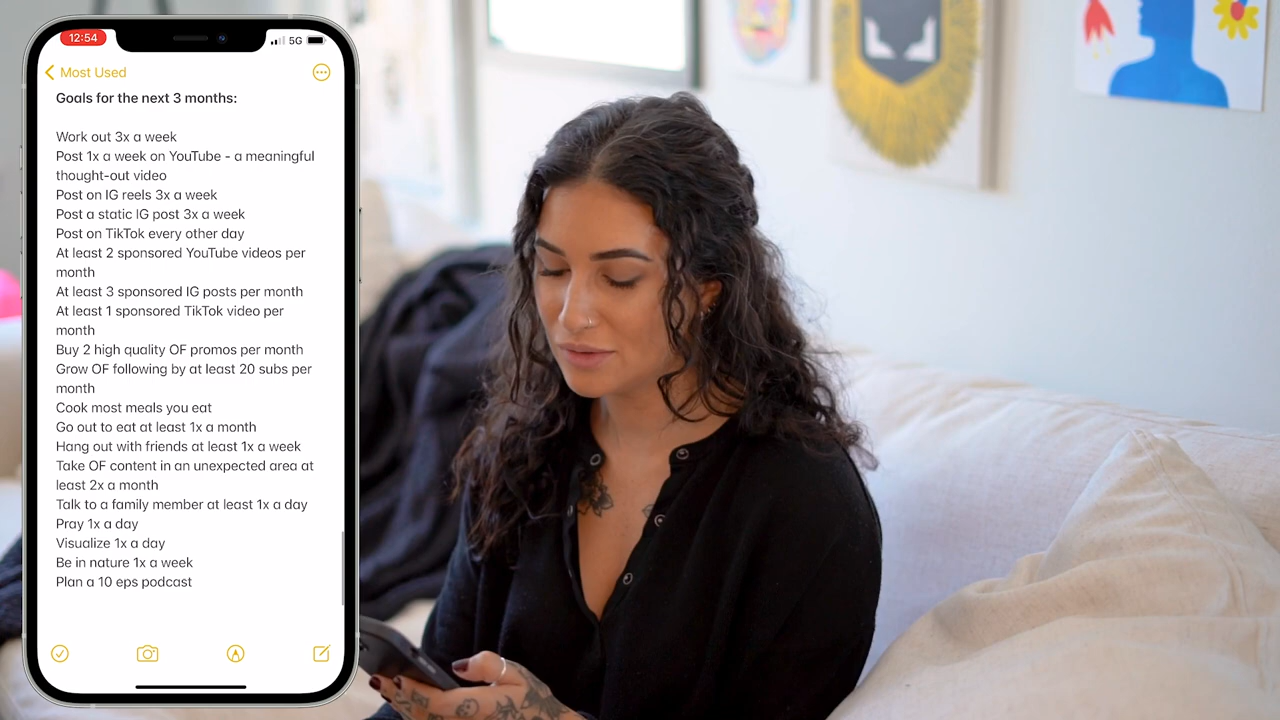 12:54
5G
Most Used
Goals for the next 3 months:
Work out 3x a week
Post 1x a week on YouTube - a meaningful
thought-out video
Post on IG reels 3x a week
Post a static IG post 3x a week
Post on TikTok every other day
At least 2 sponsored YouTube videos per
month
At least 3 sponsored IG posts per month
At least 1 sponsored TikTok video per
month
Buy 2 high quality OF promos per month
Grow OF following by at least 20 subs per
month
Cook most meals you eat
Go out to eat at least 1x a month
Hang out with friends at least 1x a week
Take OF content in an unexpected area at
least 2x a month
Talk to a family member at least 1x a day
Pray 1x a day
Visualize 1x a day
Be in nature 1x a week
Plan a 10 eps podcast